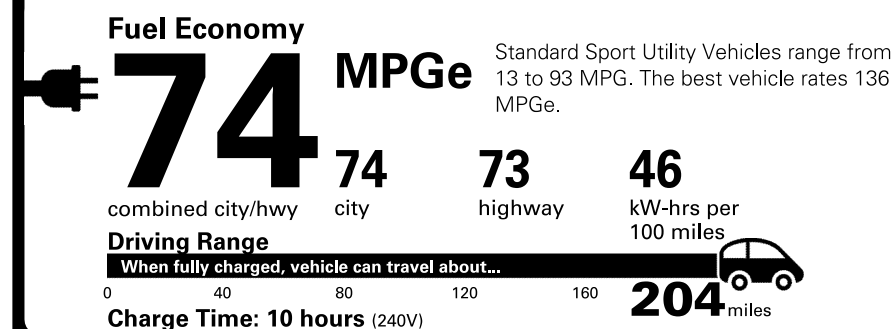 Fuel Economy
74
MPGe
Standard Sport Utility Vehicles range from
13 to 93 MPG. The best vehicle rates 136
MPGe.
combined city/hwy
74
city
73
highway
46
kW-hrs per
100 miles
Driving Range
When fully charged, vehicle can travel about...
0 40 80 120 160 204 miles
Charge Time: 10 hours (240V)